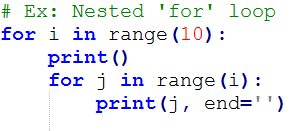 # Ex: Nested 'for' loop
for i in range(10):
    print()
    for j in range(i):
        print(j, end='')